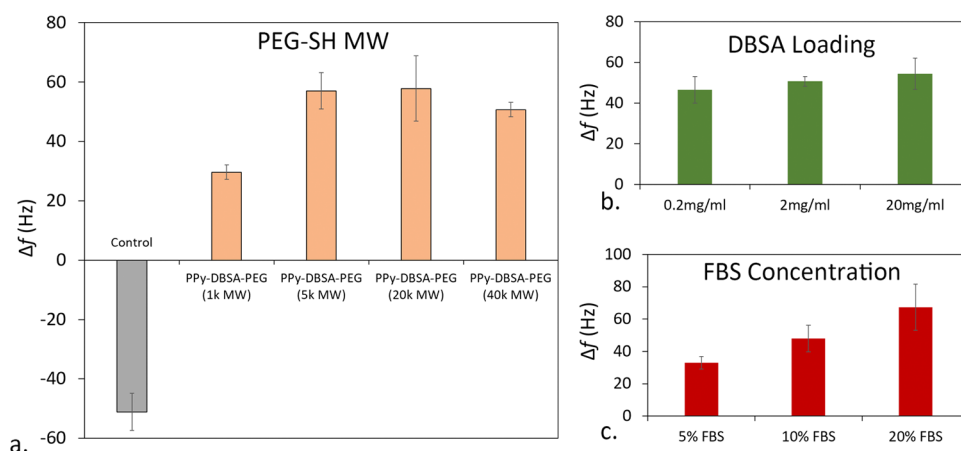 80
PEG-SH MW
60
40
20
0
-20
-40
-60
Δf (Hz)
Control
PPy-DBSA-PEG PPy-DBSA-PEG PPy-DBSA-PEG PPy-DBSA-PEG
(1k MW) (5k MW) (20k MW) (40k MW)
a.
80
DBSA Loading
60
40
20
0
Δf (Hz)
b.
0.2mg/ml 2mg/ml 20mg/ml
100
FBS Concentration
80
60
40
20
0
Δf (Hz)
c.
5% FBS 10% FBS 20% FBS